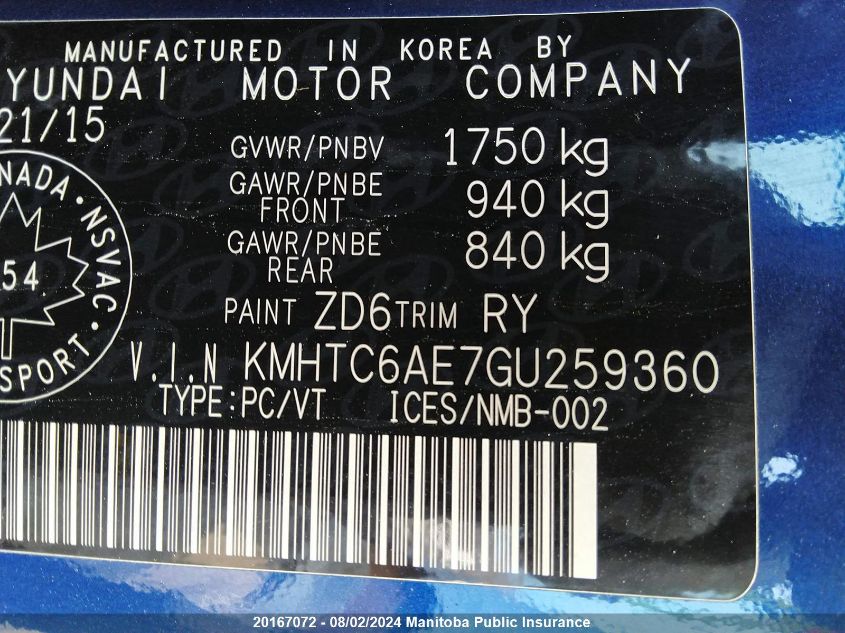 MANUFACTURED IN KOREA BY
YUNDAI MOTOR COMPANY
21/15
GVWR/PNBV 1750 kg
GAWR/PNBE FRONT 940 kg
GAWR/PNBE REAR 840 kg
NADA • NSVAC • SPORT
54
PAINT ZD6 TRIM RY
V.I.N KMHTC6AE7GU259360
TYPE:PC/VT ICES/NMB-002
20167072 - 08/02/2024 Manitoba Public Insurance